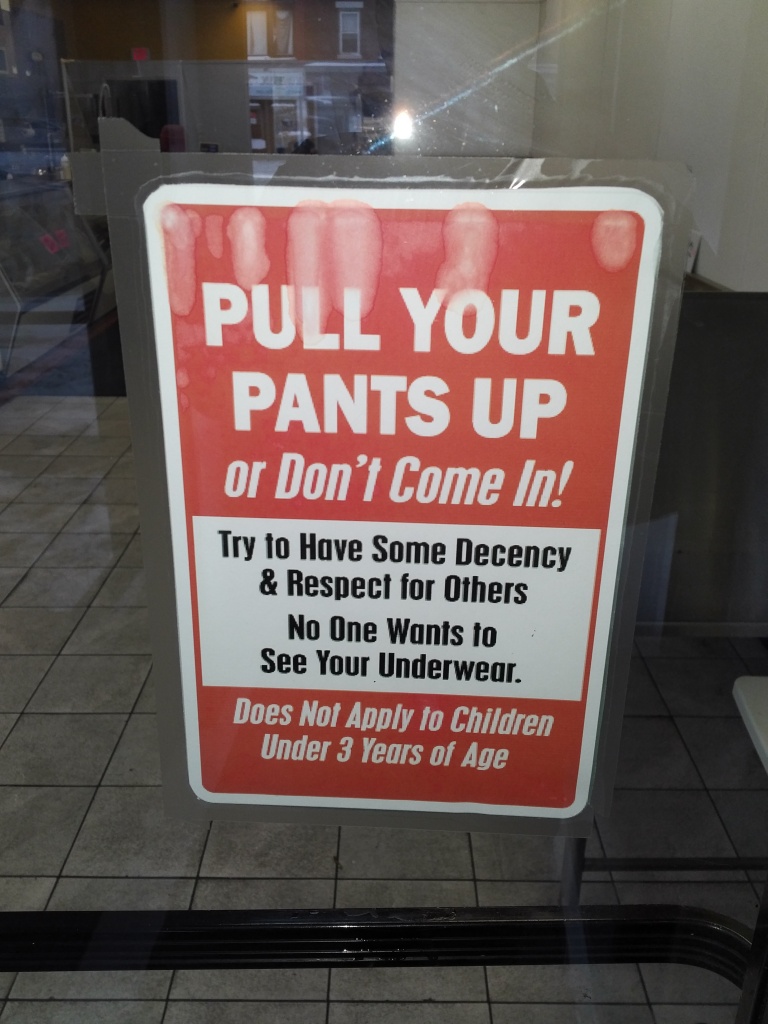 PULL YOUR
PANTS UP
or Don't Come In!
Try to Have Some Decency
& Respect for Others
No One Wants to
See Your Underwear.
Does Not Apply to Children
Under 3 Years of Age